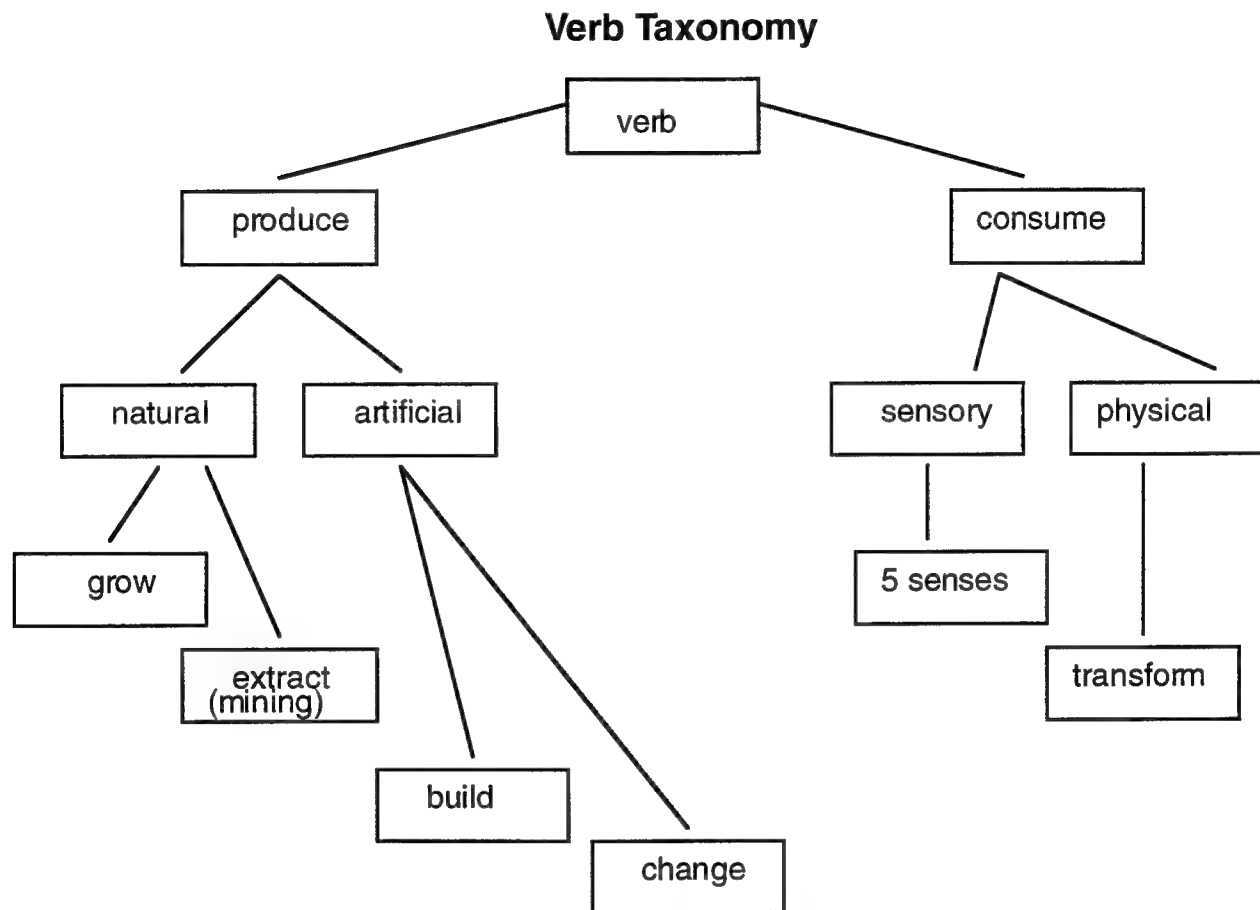 Verb Taxonomy
verb
produce
consume
natural
artificial
sensory
physical
grow
5 senses
extract
(mining)
transform
build
change